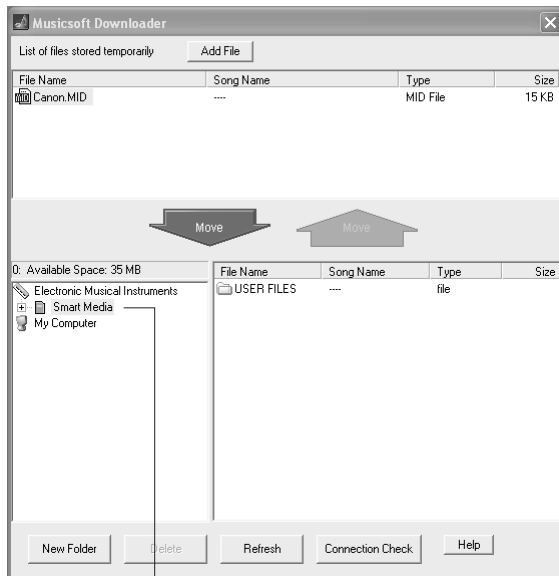 Musicsoft Downloader
List of files stored temporarily Add File
File Name Song Name Type Size
Canon.MID ---- MID File 15 KB
Move Move
0: Available Space: 35 MB
Electronic Musical Instruments
Smart Media
My Computer
File Name Song Name Type Size
USER FILES ---- file
New Folder Delete Refresh Connection Check Help